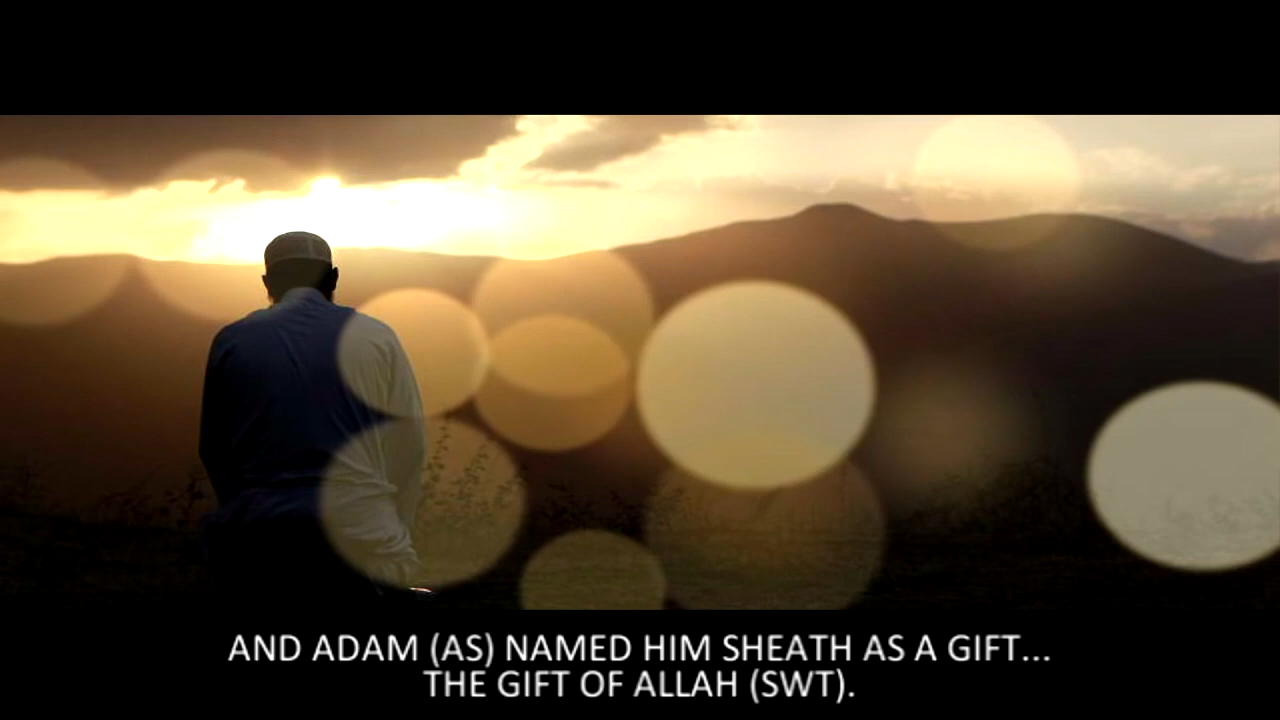 AND ADAM (AS) NAMED HIM SHEATH AS A GIFT...
THE GIFT OF ALLAH (SWT).